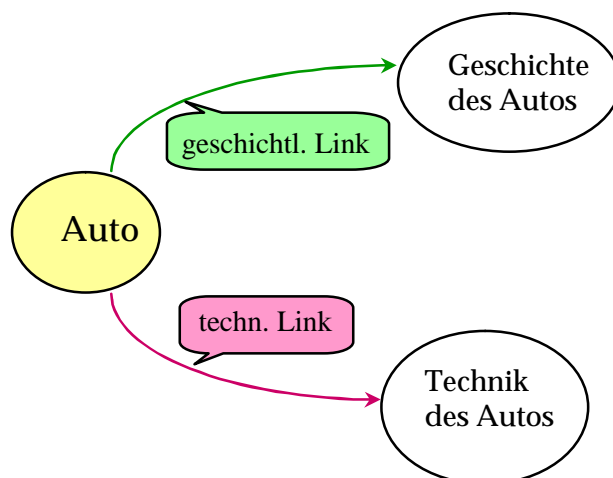 Geschichte
des Autos
geschichtl. Link
Auto
techn. Link
Technik
des Autos